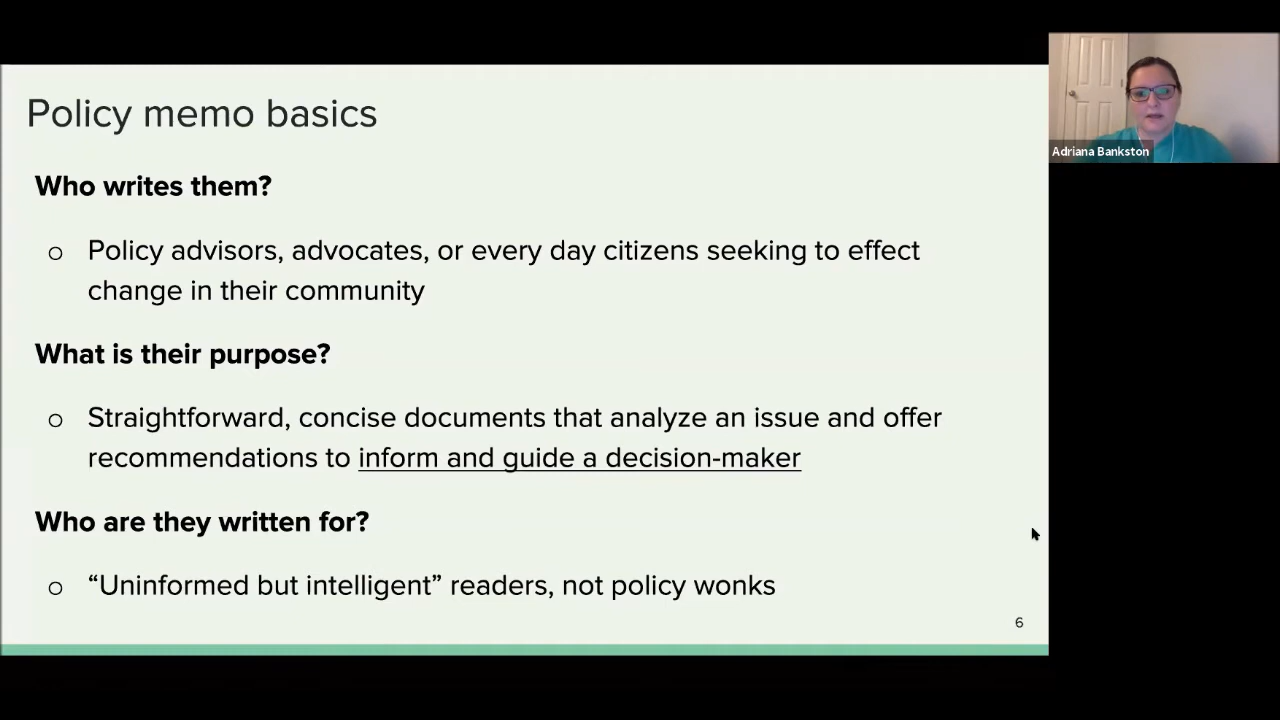 Policy memo basics
Who writes them?
o Policy advisors, advocates, or every day citizens seeking to effect
change in their community
What is their purpose?
o Straightforward, concise documents that analyze an issue and offer
recommendations to inform and guide a decision-maker
Who are they written for?
o “Uninformed but intelligent” readers, not policy wonks
6
Adriana Bankston